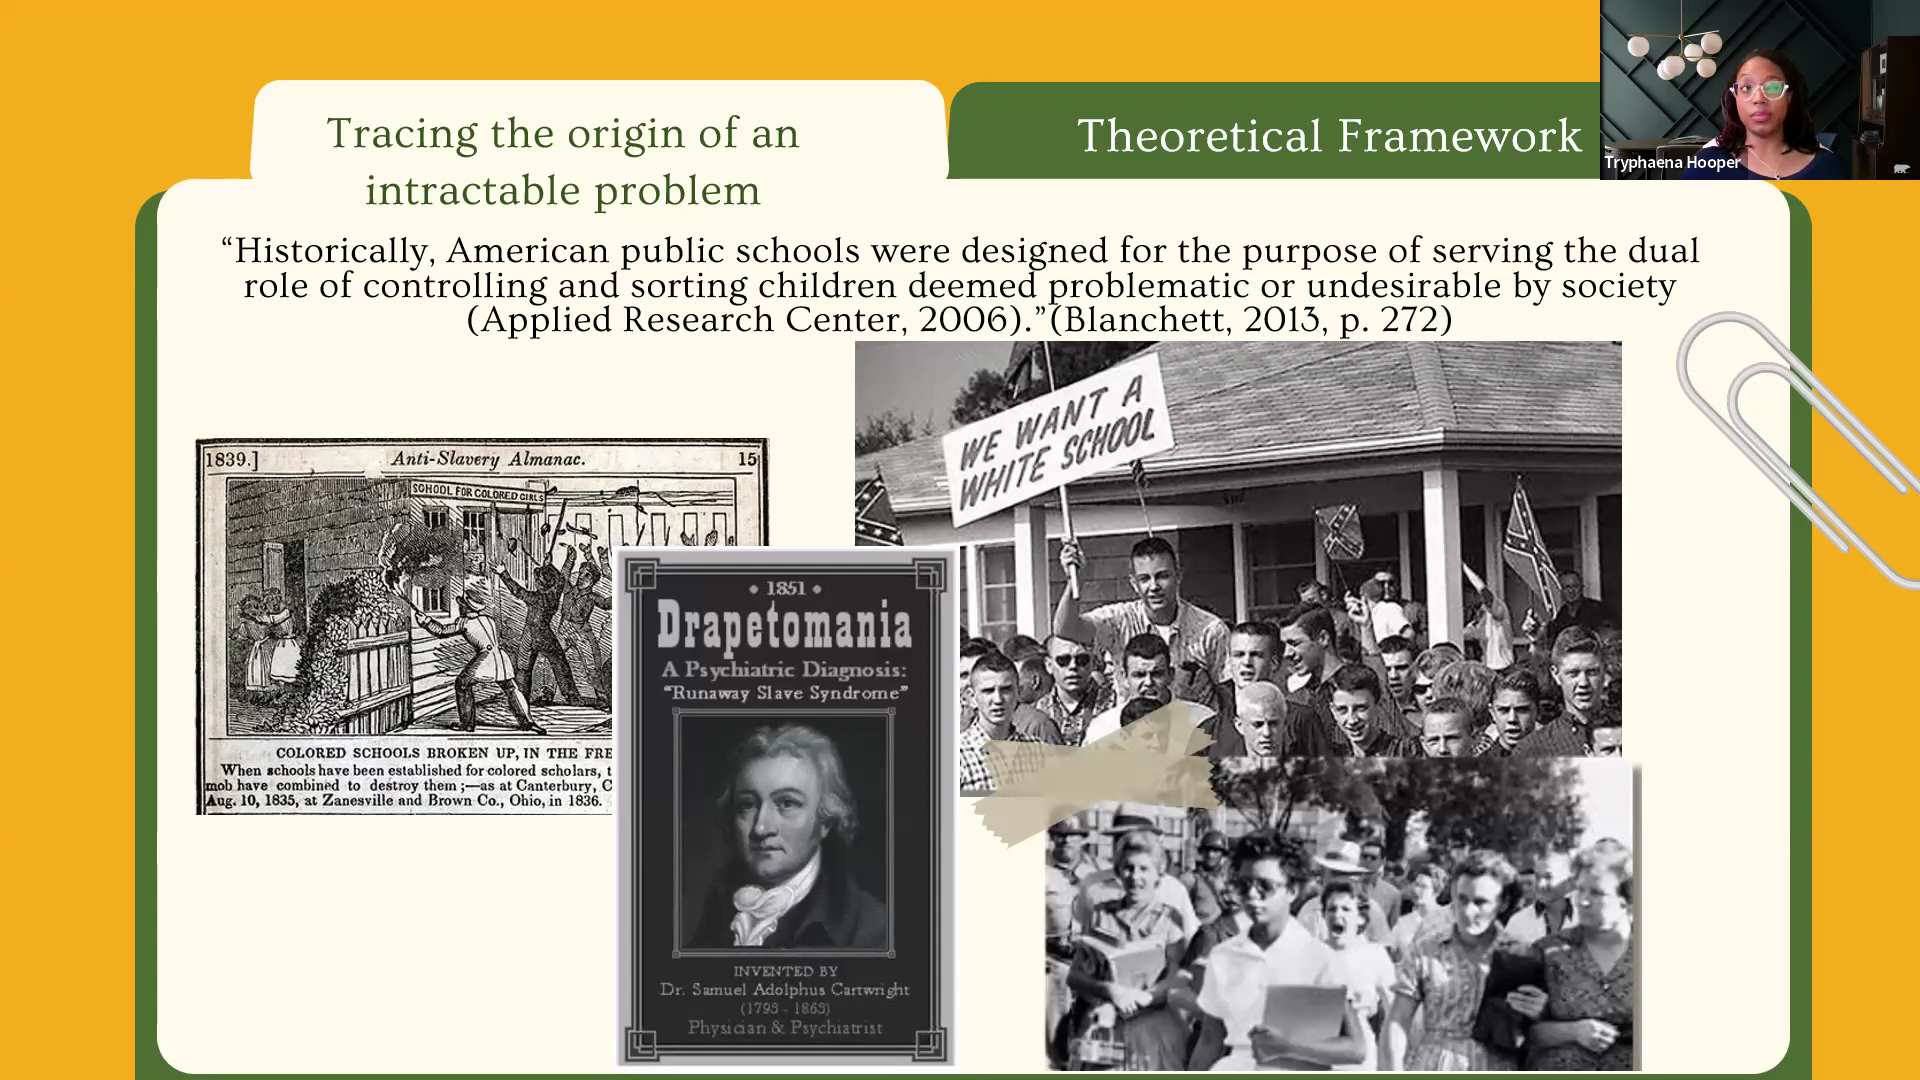 Tracing the origin of an
intractable problem
Theoretical Framework
Tryphaena Hooper
“Historically, American public schools were designed for the purpose of serving the dual
role of controlling and sorting children deemed problematic or undesirable by society
(Applied Research Center, 2006).”(Blanchett, 2013, p. 272)
WE WANT A
WHITE SCHOOL
1839.] Anti-Slavery Almanac. 15
SCHOOL FOR COLORED GIRLS
COLORED SCHOOLS BROKEN UP, IN THE FRE
When schools have been established for colored scholars, t
mob have combined to destroy them ;—as at Canterbury, C
Aug. 10, 1835, at Zanesville and Brown Co., Ohio, in 1836.
• 1851 •
Drapetomania
A Psychiatric Diagnosis:
“Runaway Slave Syndrome”
INVENTED BY
Dr. Samuel Adolphus Cartwright
(1793 - 1863)
Physician & Psychiatrist